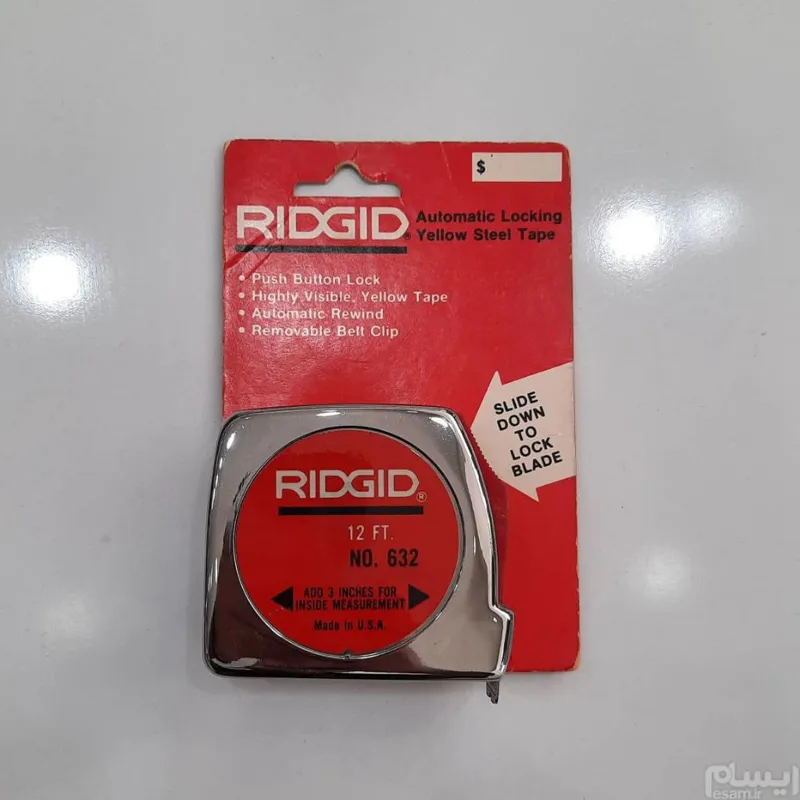 $
RIDGID® Automatic Locking
Yellow Steel Tape
• Push Button Lock
• Highly Visible, Yellow Tape
• Automatic Rewind
• Removable Belt Clip
SLIDE
DOWN
TO
LOCK
BLADE
RIDGID®
12 FT.
NO. 632
ADD 3 INCHES FOR
INSIDE MEASUREMENT
Made in U.S.A.
ایسام
esam.ir